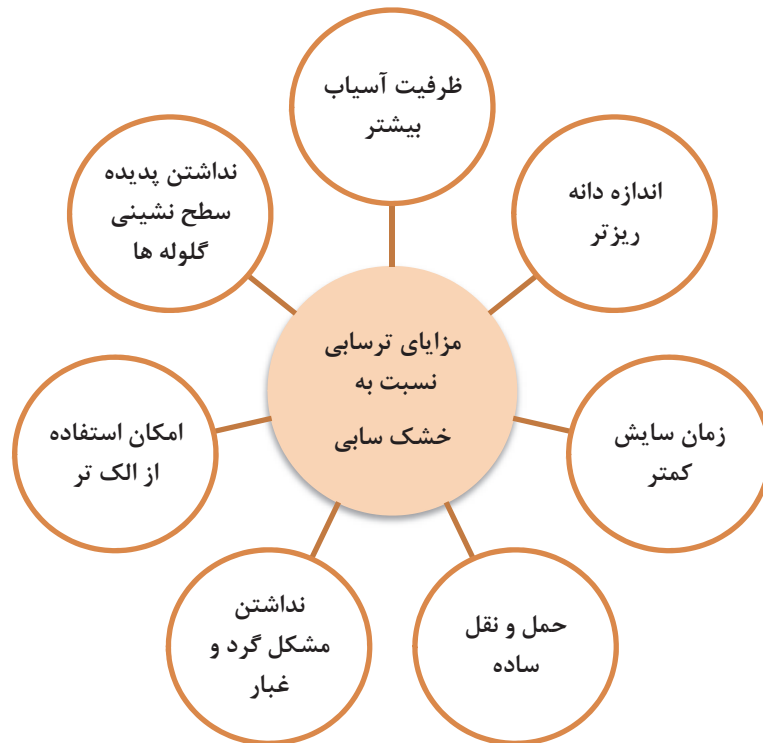 ظرفیت آسیاب
بیشتر
اندازه دانه
ریزتر
زمان سایش
کمتر
حمل و نقل
ساده
نداشتن
مشکل گرد و
غبار
امکان استفاده
از الک تر
نداشتن پدیده
سطح نشینی
گلوله ها
مزایای ترسابی
نسبت به
خشک سابی